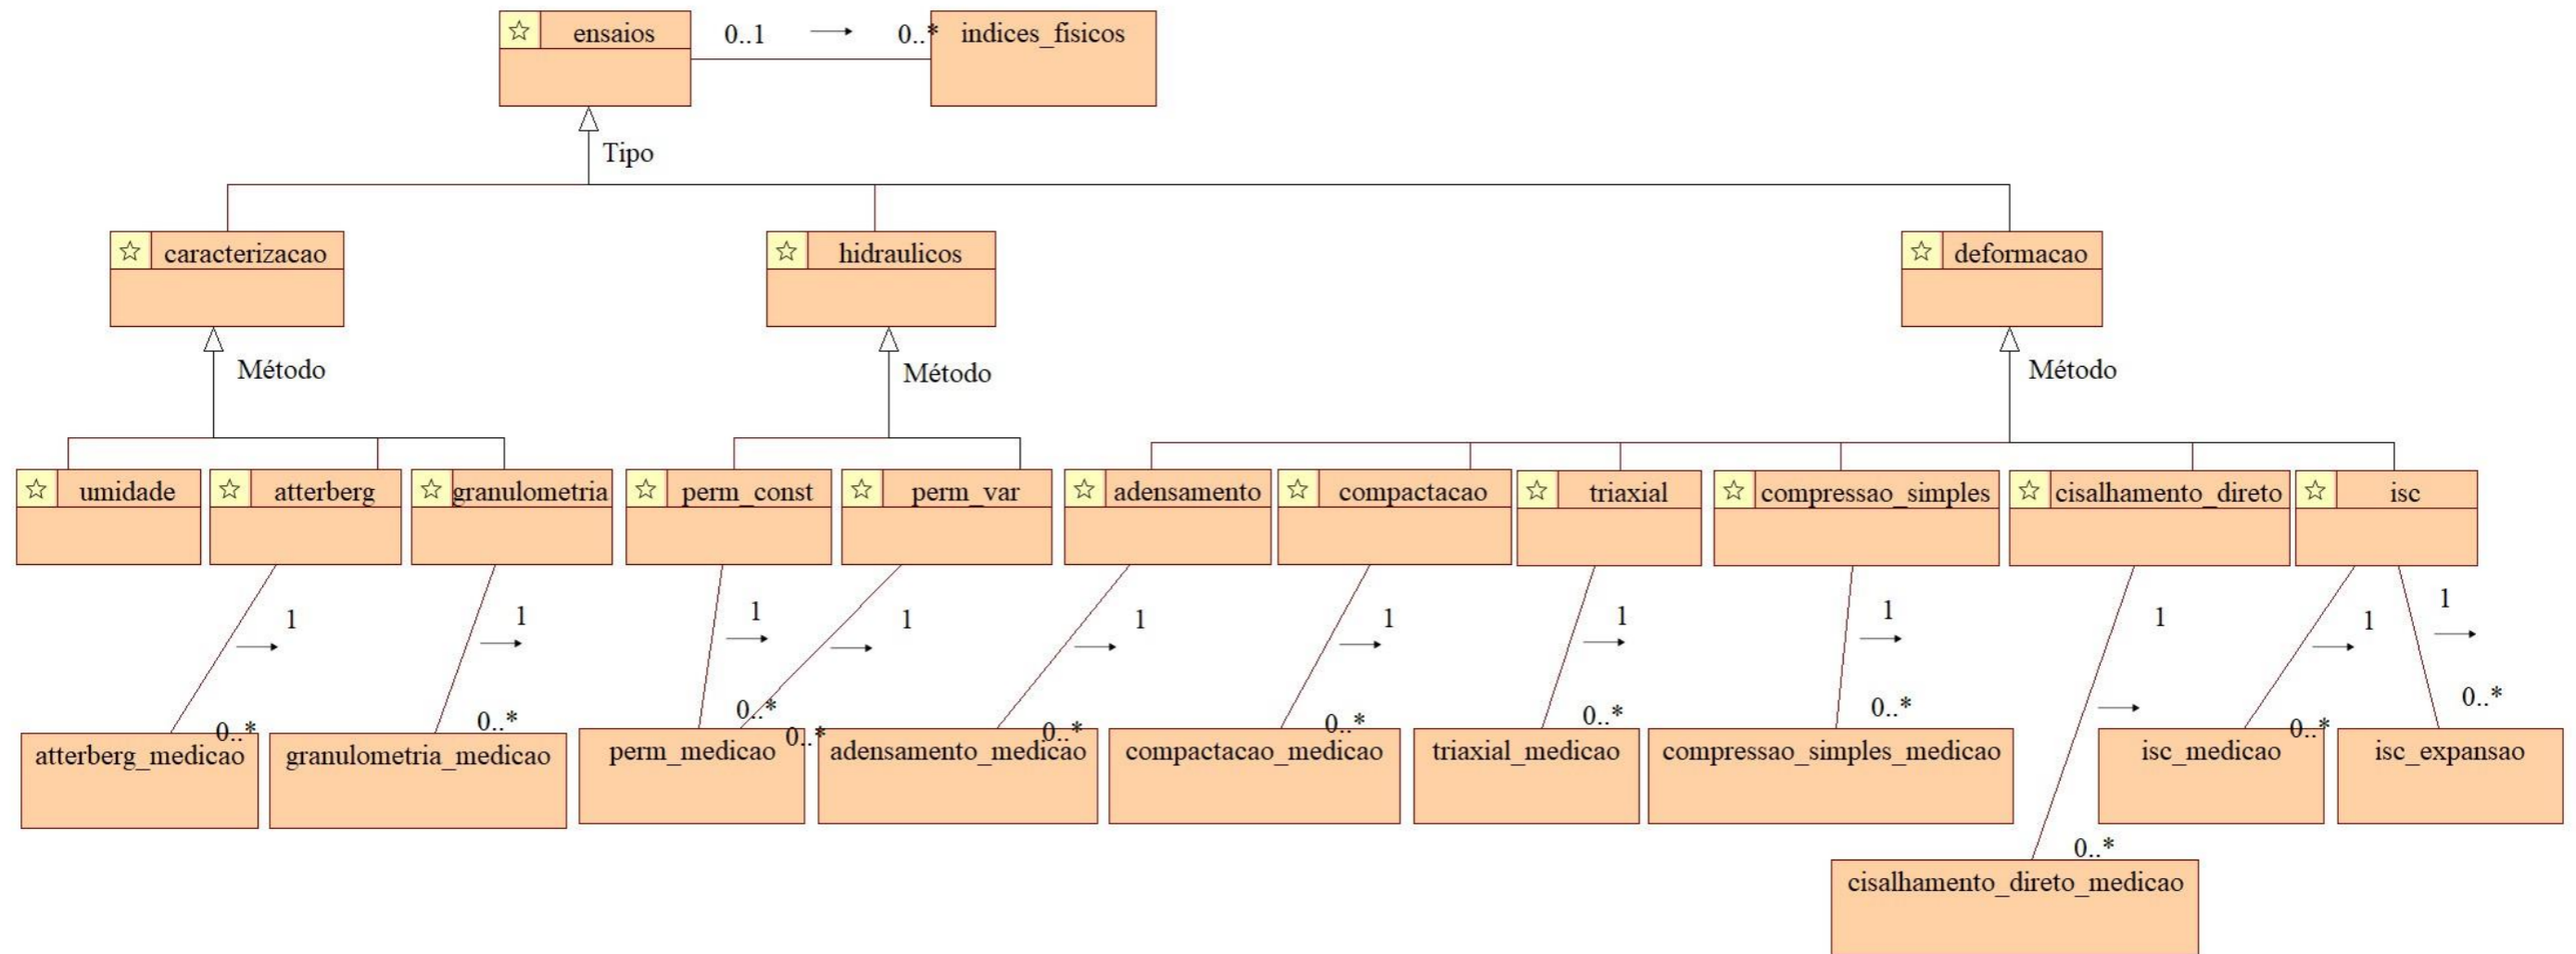 ensaios
0..1
0..*
indices_fisicos
Tipo
caracterizacao
hidraulicos
deformacao
Método
Método
Método
umidade
atterberg
granulometria
perm_const
perm_var
adensamento
compactacao
triaxial
compressao_simples
cisalhamento_direto
isc
1
1
1
1
1
1
1
1
1
1
1
0..*
0..*
0..*
0..*
0..*
0..*
0..*
0..*
0..*
0..*
atterberg_medicao
granulometria_medicao
perm_medicao
adensamento_medicao
compactacao_medicao
triaxial_medicao
compressao_simples_medicao
isc_medicao
isc_expansao
0..*
cisalhamento_direto_medicao